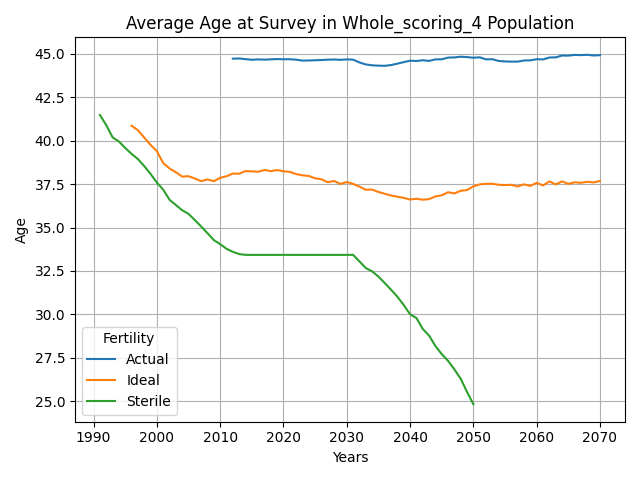 Average Age at Survey in Whole_scoring_4 Population
Age
45.0
42.5
40.0
37.5
35.0
32.5
30.0
27.5
25.0
Fertility
Actual
Ideal
Sterile
1990 2000 2010 2020 2030 2040 2050 2060 2070
Years